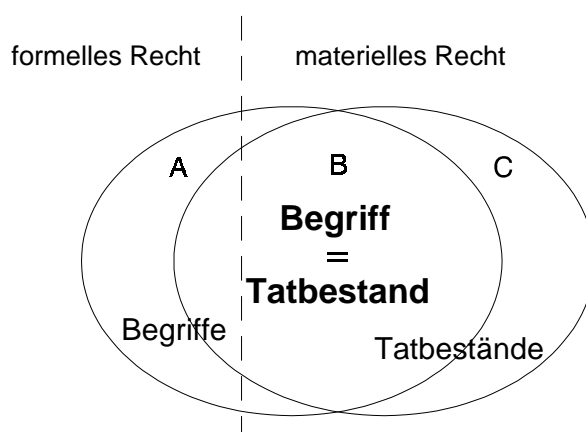 formelles Recht
materielles Recht
A
B
C
Begriff
=
Tatbestand
Begriffe
Tatbestände